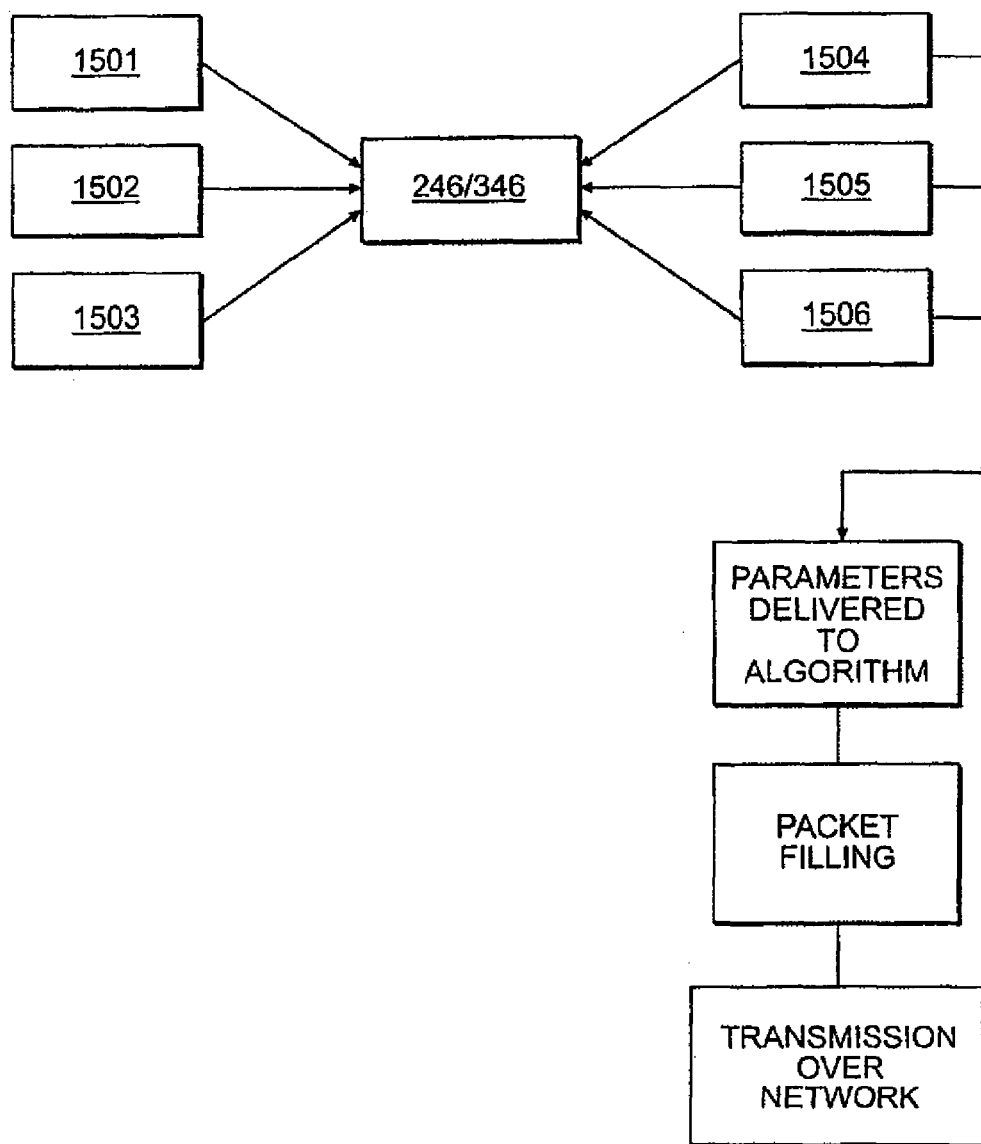 1501
1502
1503
246/346
1504
1505
1506
PARAMETERS
DELIVERED
TO
ALGORITHM
PACKET
FILLING
TRANSMISSION
OVER
NETWORK